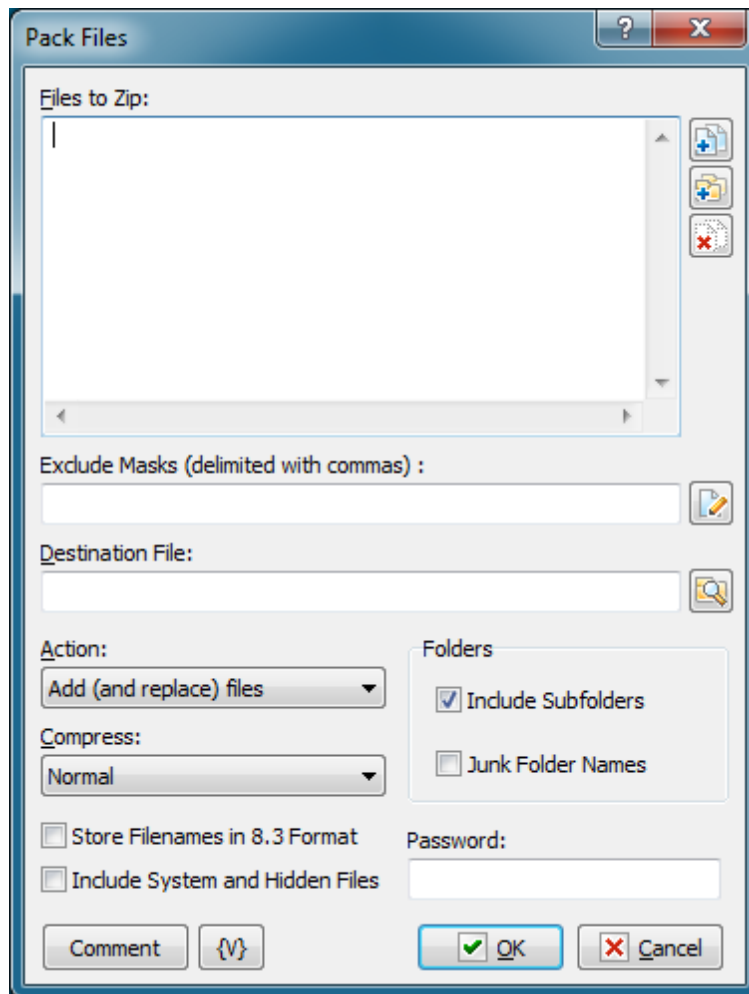 Pack Files
?
Files to Zip:
Exclude Masks (delimited with commas) :
Destination File:
Action:
Folders
Add (and replace) files
Include Subfolders
Compress:
Junk Folder Names
Normal
Store Filenames in 8.3 Format
Password:
Include System and Hidden Files
Comment
{V}
OK
Cancel